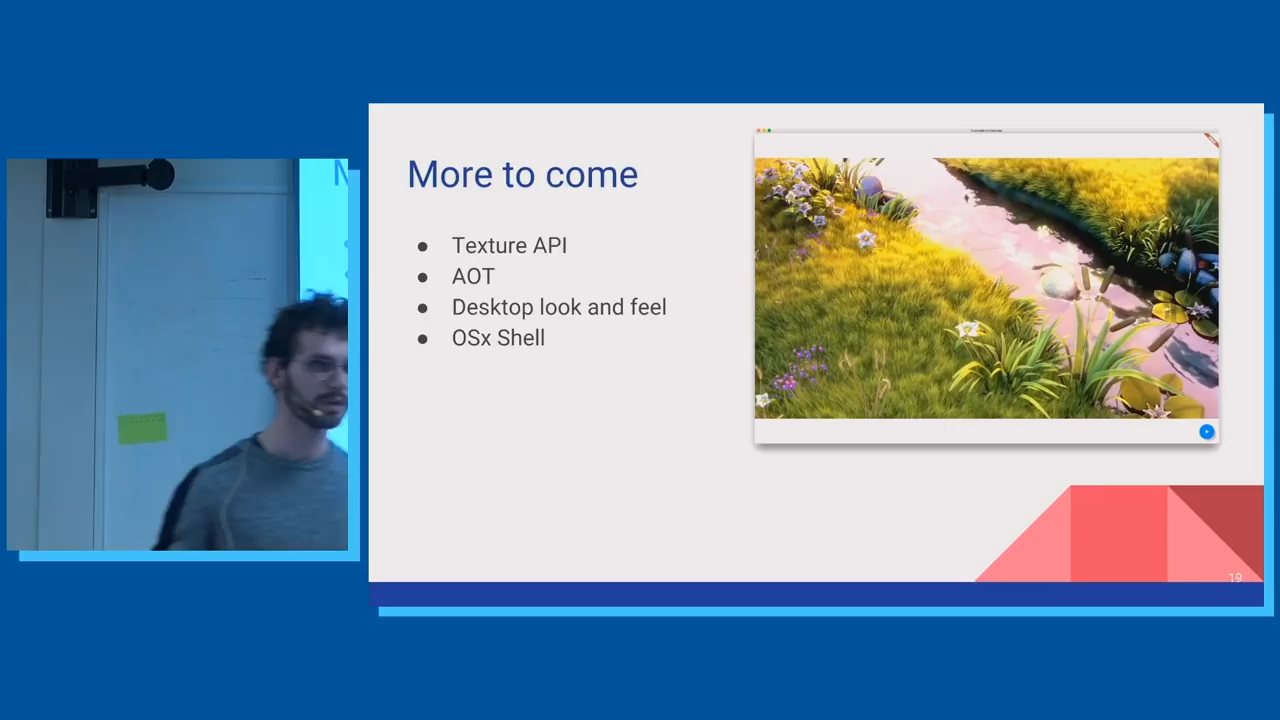 More to come
● Texture API
● AOT
● Desktop look and feel
● OSx Shell
19